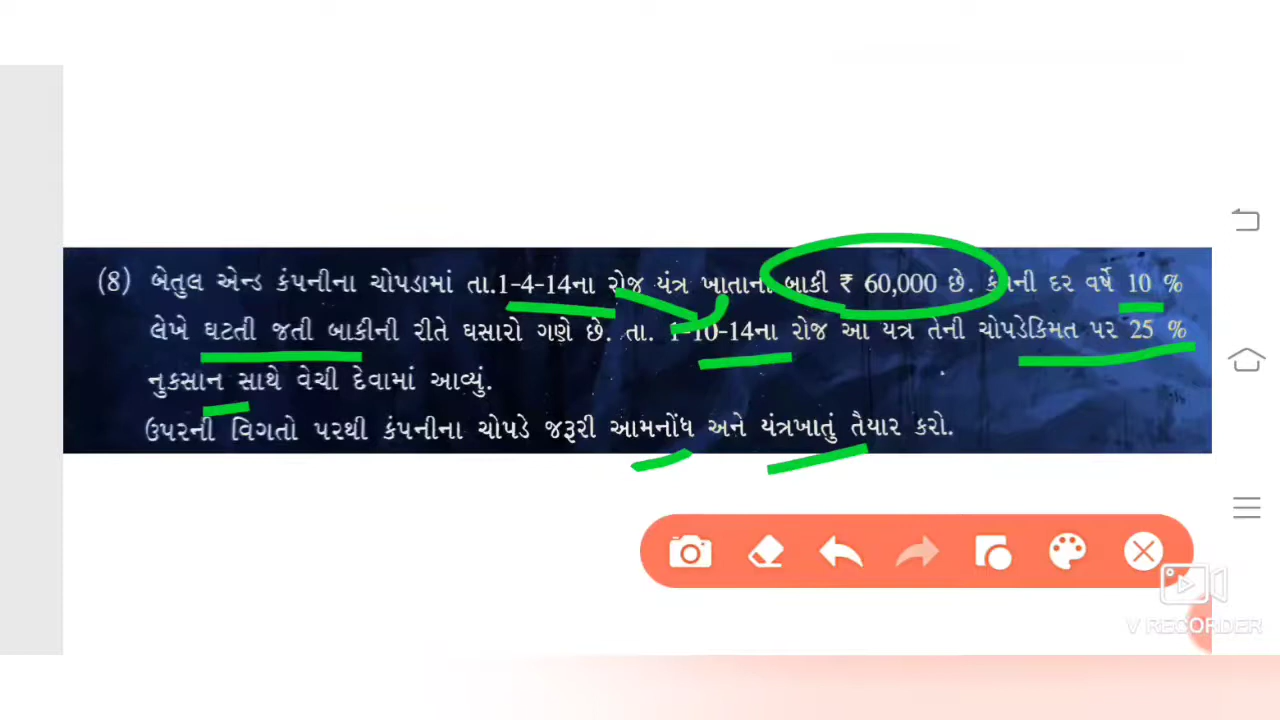 (8) બેતુલ એન્ડ કંપનીના ચોપડામાં તા.1-4-14ના રોજ યંત્ર ખાતાની બાકી ₹ 60,000 છે. કંપની દર વર્ષે 10 %
લેખે ઘટતી જતી બાકીની રીતે ઘસારો ગણે છે. તા. 1-10-14ના રોજ આ યંત્ર તેની ચોપડેકિંમત પર 25 %
નુકસાન સાથે વેચી દેવામાં આવ્યું.
ઉપરની વિગતો પરથી કંપનીના ચોપડે જરૂરી આમનોંધ અને યંત્રખાતું તૈયાર કરો.
V RECORDER